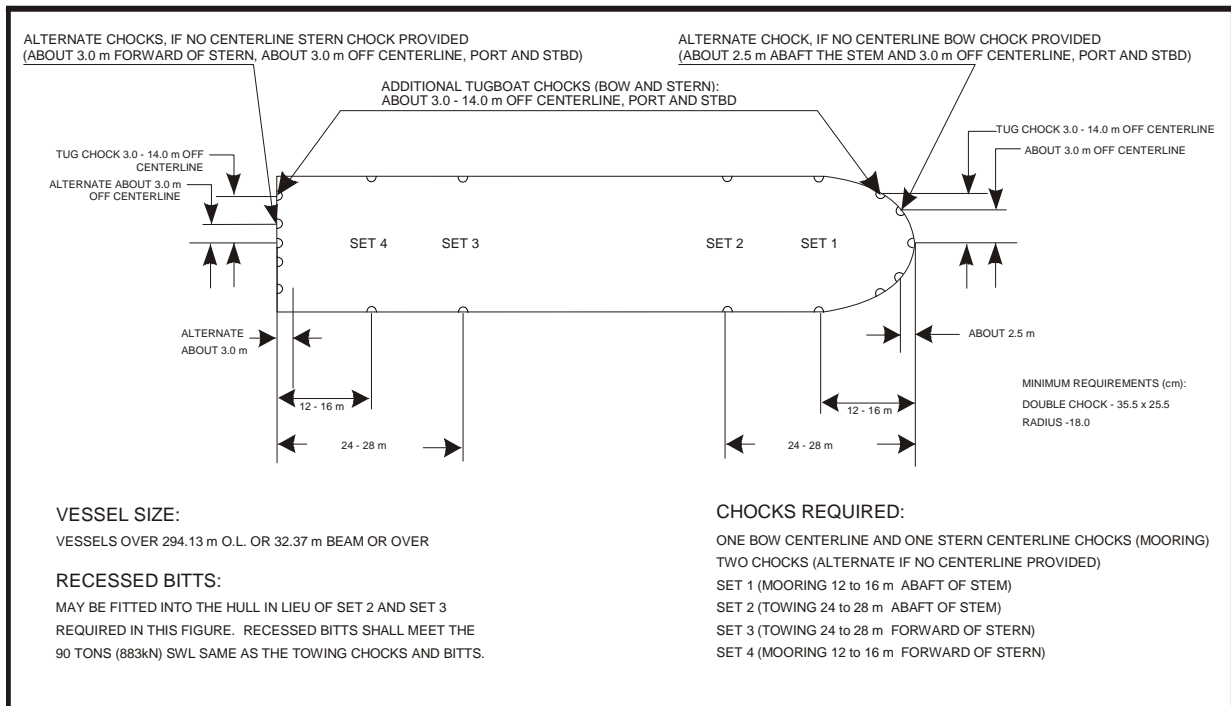 ALTERNATE CHOCKS, IF NO CENTERLINE STERN CHOCK PROVIDED
(ABOUT 3.0 m FORWARD OF STERN, ABOUT 3.0 m OFF CENTERLINE, PORT AND STBD)
ALTERNATE CHOCK, IF NO CENTERLINE BOW CHOCK PROVIDED
(ABOUT 2.5 m ABAFT THE STEM AND 3.0 m OFF CENTERLINE, PORT AND STBD)
ADDITIONAL TUGBOAT CHOCKS (BOW AND STERN):
ABOUT 3.0 - 14.0 m OFF CENTERLINE, PORT AND STBD
TUG CHOCK 3.0 - 14.0 m OFF
CENTERLINE
ALTERNATE ABOUT 3.0 m
OFF CENTERLINE
TUG CHOCK 3.0 - 14.0 m OFF CENTERLINE
ABOUT 3.0 m OFF CENTERLINE
SET 4
SET 3
SET 2
SET 1
ALTERNATE
ABOUT 3.0 m
ABOUT 2.5 m
12 - 16 m
12 - 16 m
24 - 28 m
24 - 28 m
MINIMUM REQUIREMENTS (cm):
DOUBLE CHOCK - 35.5 x 25.5
RADIUS -18.0
VESSEL SIZE:
VESSELS OVER 294.13 m O.L. OR 32.37 m BEAM OR OVER
RECESSED BITTS:
MAY BE FITTED INTO THE HULL IN LIEU OF SET 2 AND SET 3
REQUIRED IN THIS FIGURE. RECESSED BITTS SHALL MEET THE
90 TONS (883kN) SWL SAME AS THE TOWING CHOCKS AND BITTS.
CHOCKS REQUIRED:
ONE BOW CENTERLINE AND ONE STERN CENTERLINE CHOCKS (MOORING)
TWO CHOCKS (ALTERNATE IF NO CENTERLINE PROVIDED)
SET 1 (MOORING 12 to 16 m ABAFT OF STEM)
SET 2 (TOWING 24 to 28 m ABAFT OF STEM)
SET 3 (TOWING 24 to 28 m FORWARD OF STERN)
SET 4 (MOORING 12 to 16 m FORWARD OF STERN)